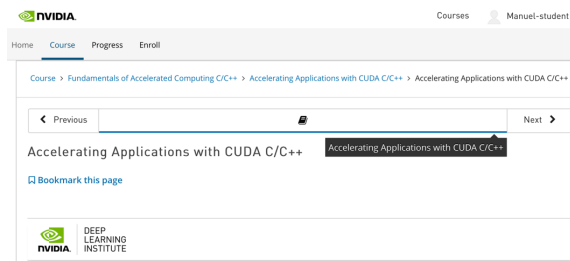 NVIDIA.
Courses
Manuel-student
Home Course Progress Enroll
Course > Fundamentals of Accelerated Computing C/C++ > Accelerating Applications with CUDA C/C++ > Accelerating Applications with CUDA C/C++
Previous
Next
Accelerating Applications with CUDA C/C++
Accelerating Applications with CUDA C/C++
Bookmark this page
NVIDIA.
DEEP
LEARNING
INSTITUTE